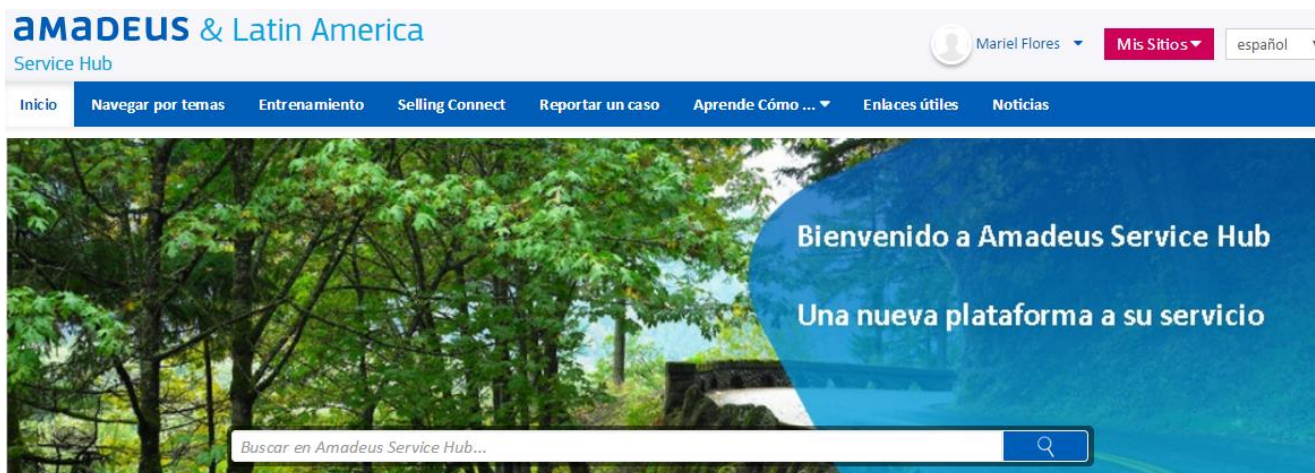 amadeus & Latin America
Service Hub
Mariel Flores
Mis Sitios
español
Inicio
Navegar por temas
Entrenamiento
Selling Connect
Reportar un caso
Aprende Cómo ...
Enlaces útiles
Noticias
Bienvenido a Amadeus Service Hub
Una nueva plataforma a su servicio
Buscar en Amadeus Service Hub...